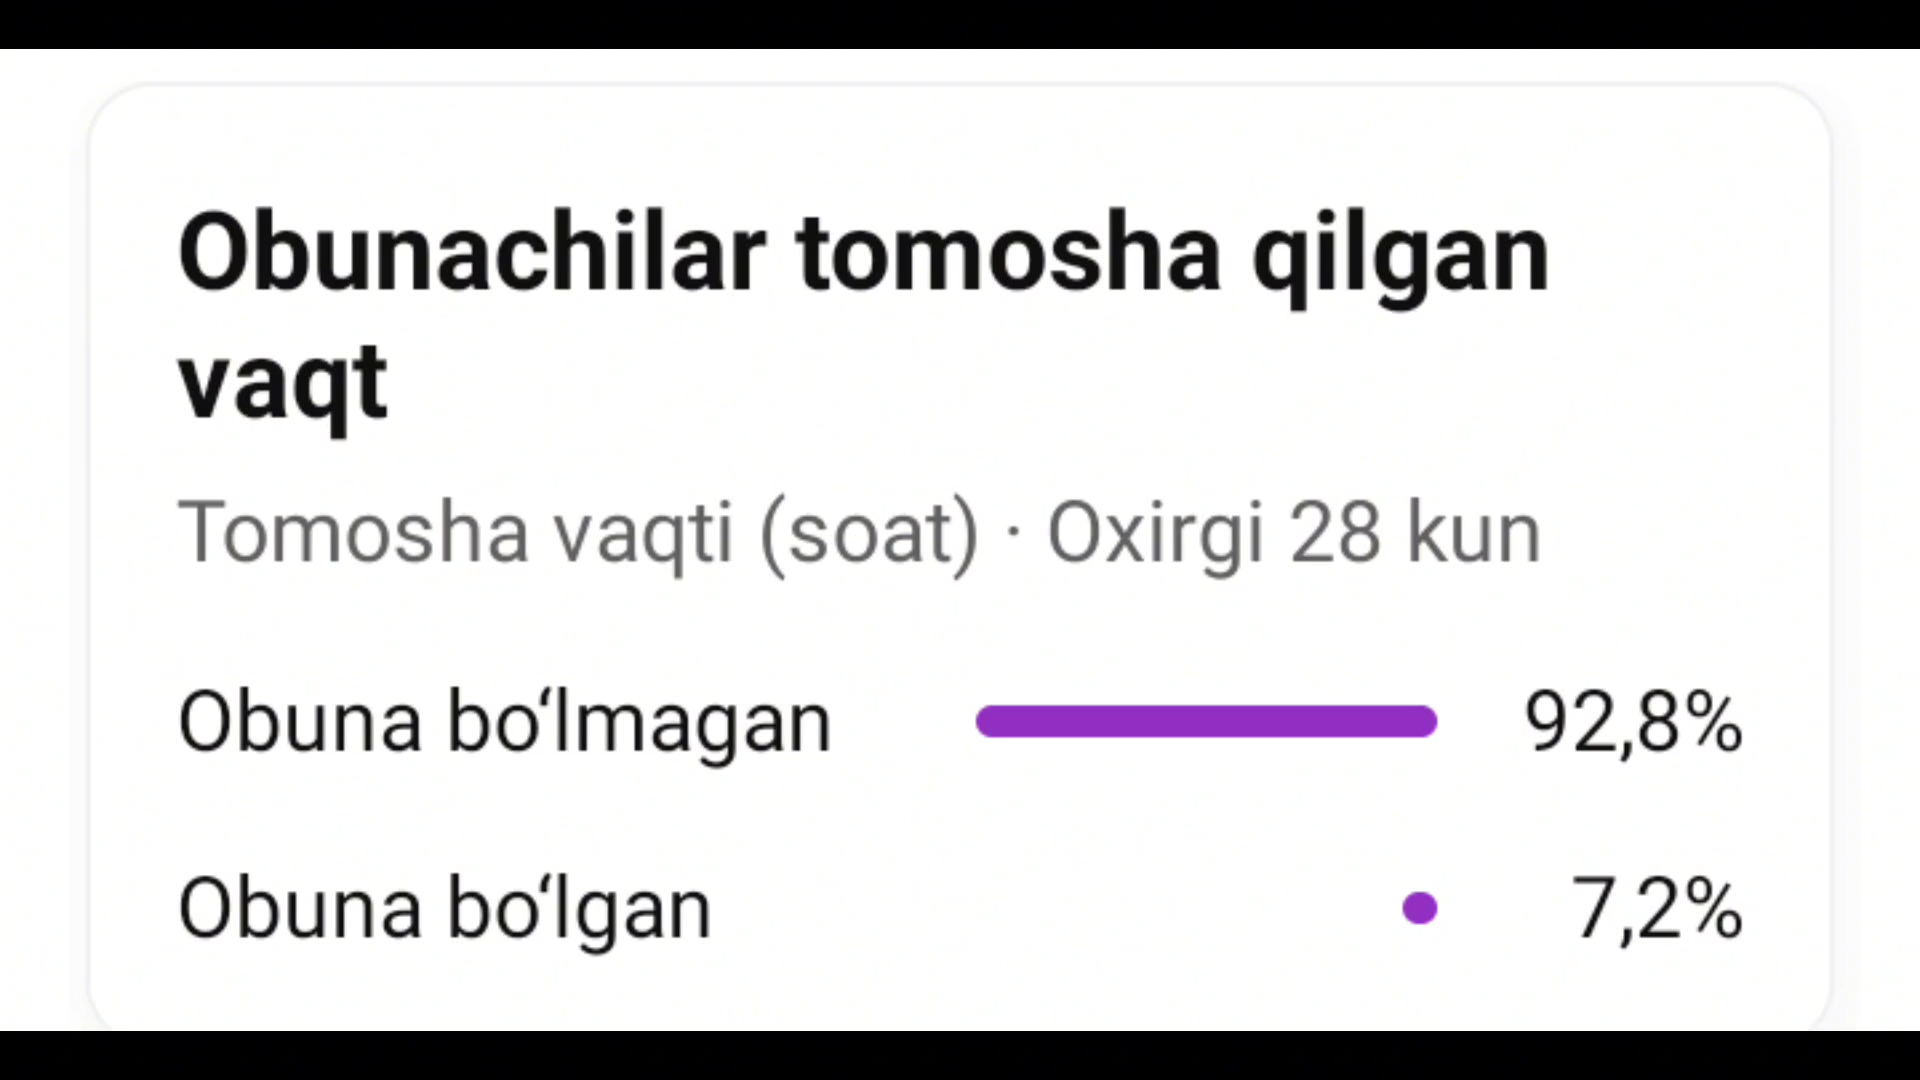 Obunachilar tomosha qilgan
vaqt
Tomosha vaqti (soat) · Oxirgi 28 kun
Obuna boʻlmagan 92,8%
Obuna boʻlgan 7,2%